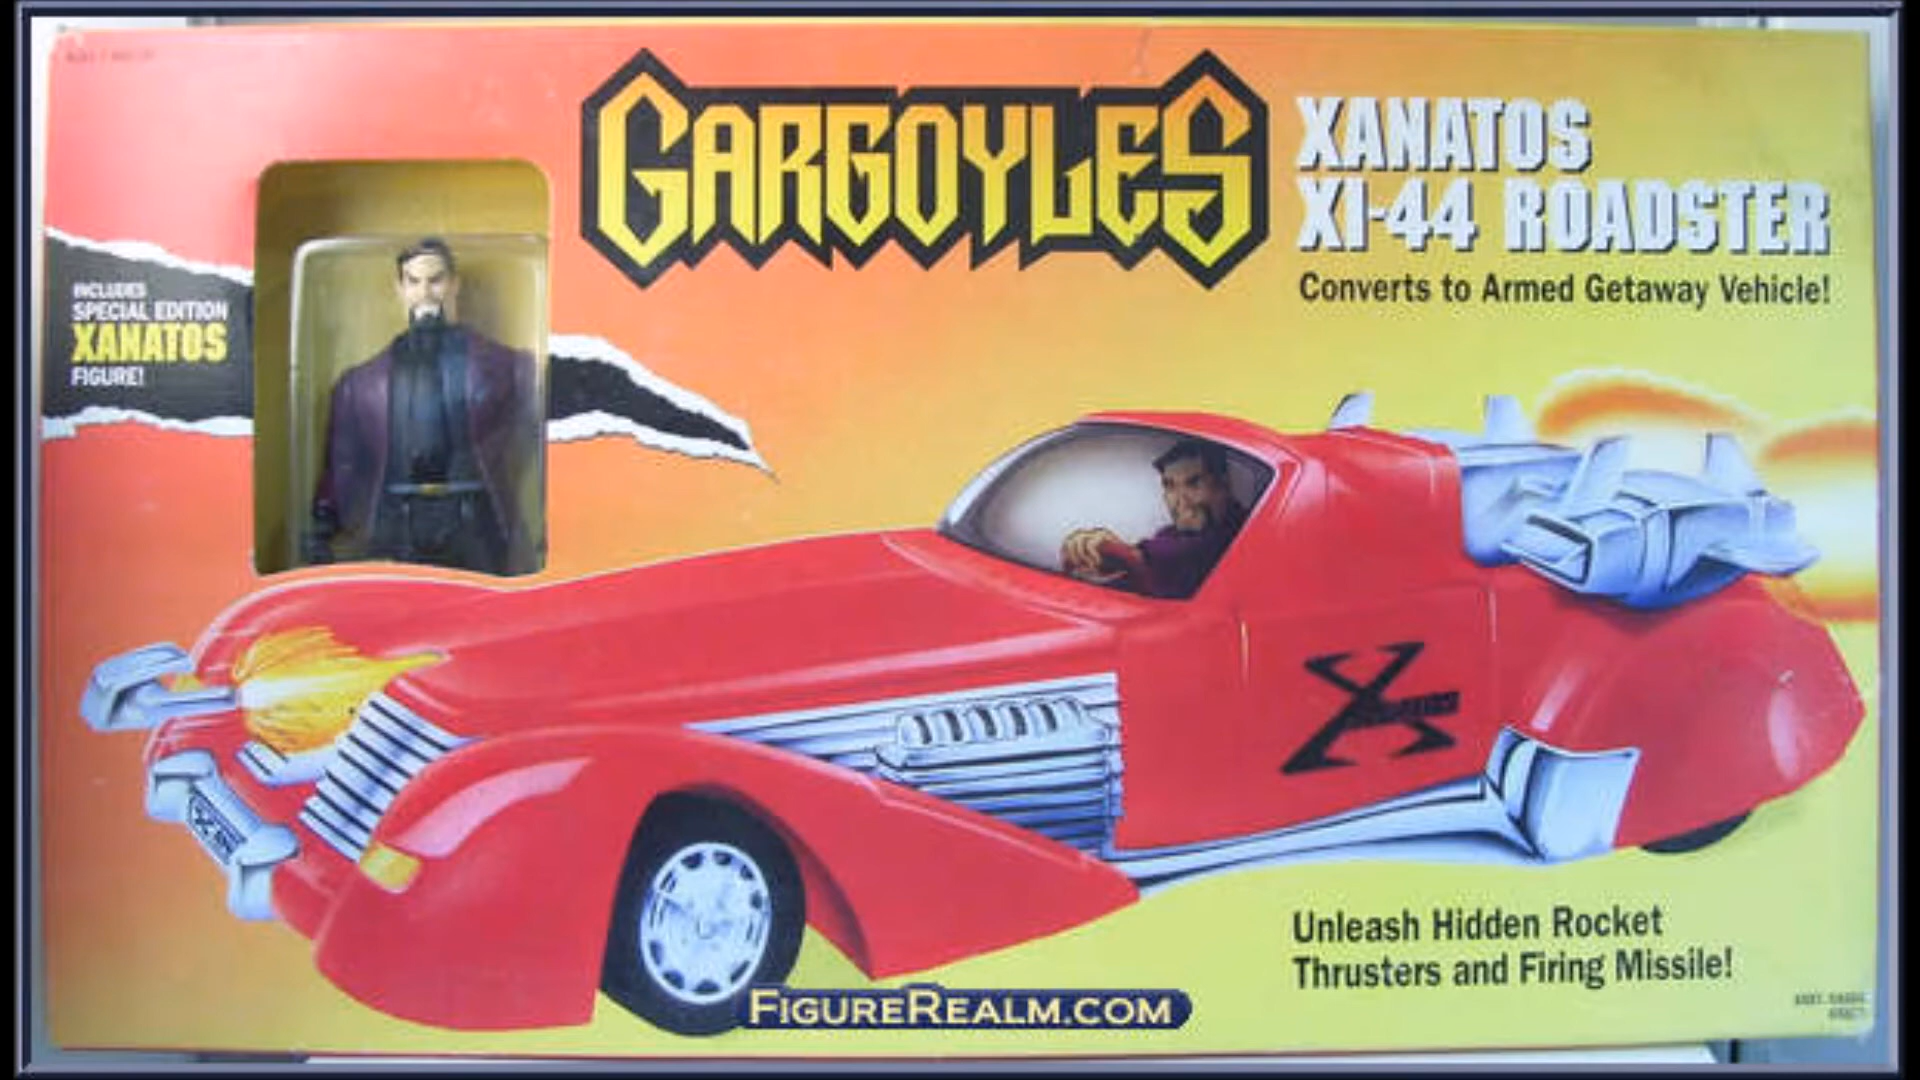 GARGOYLES
XANATOS
XI-44 ROADSTER
Converts to Armed Getaway Vehicle!
INCLUDES
SPECIAL EDITION
XANATOS
FIGURE!
X
Unleash Hidden Rocket
Thrusters and Firing Missile!
FIGUREREALM.COM